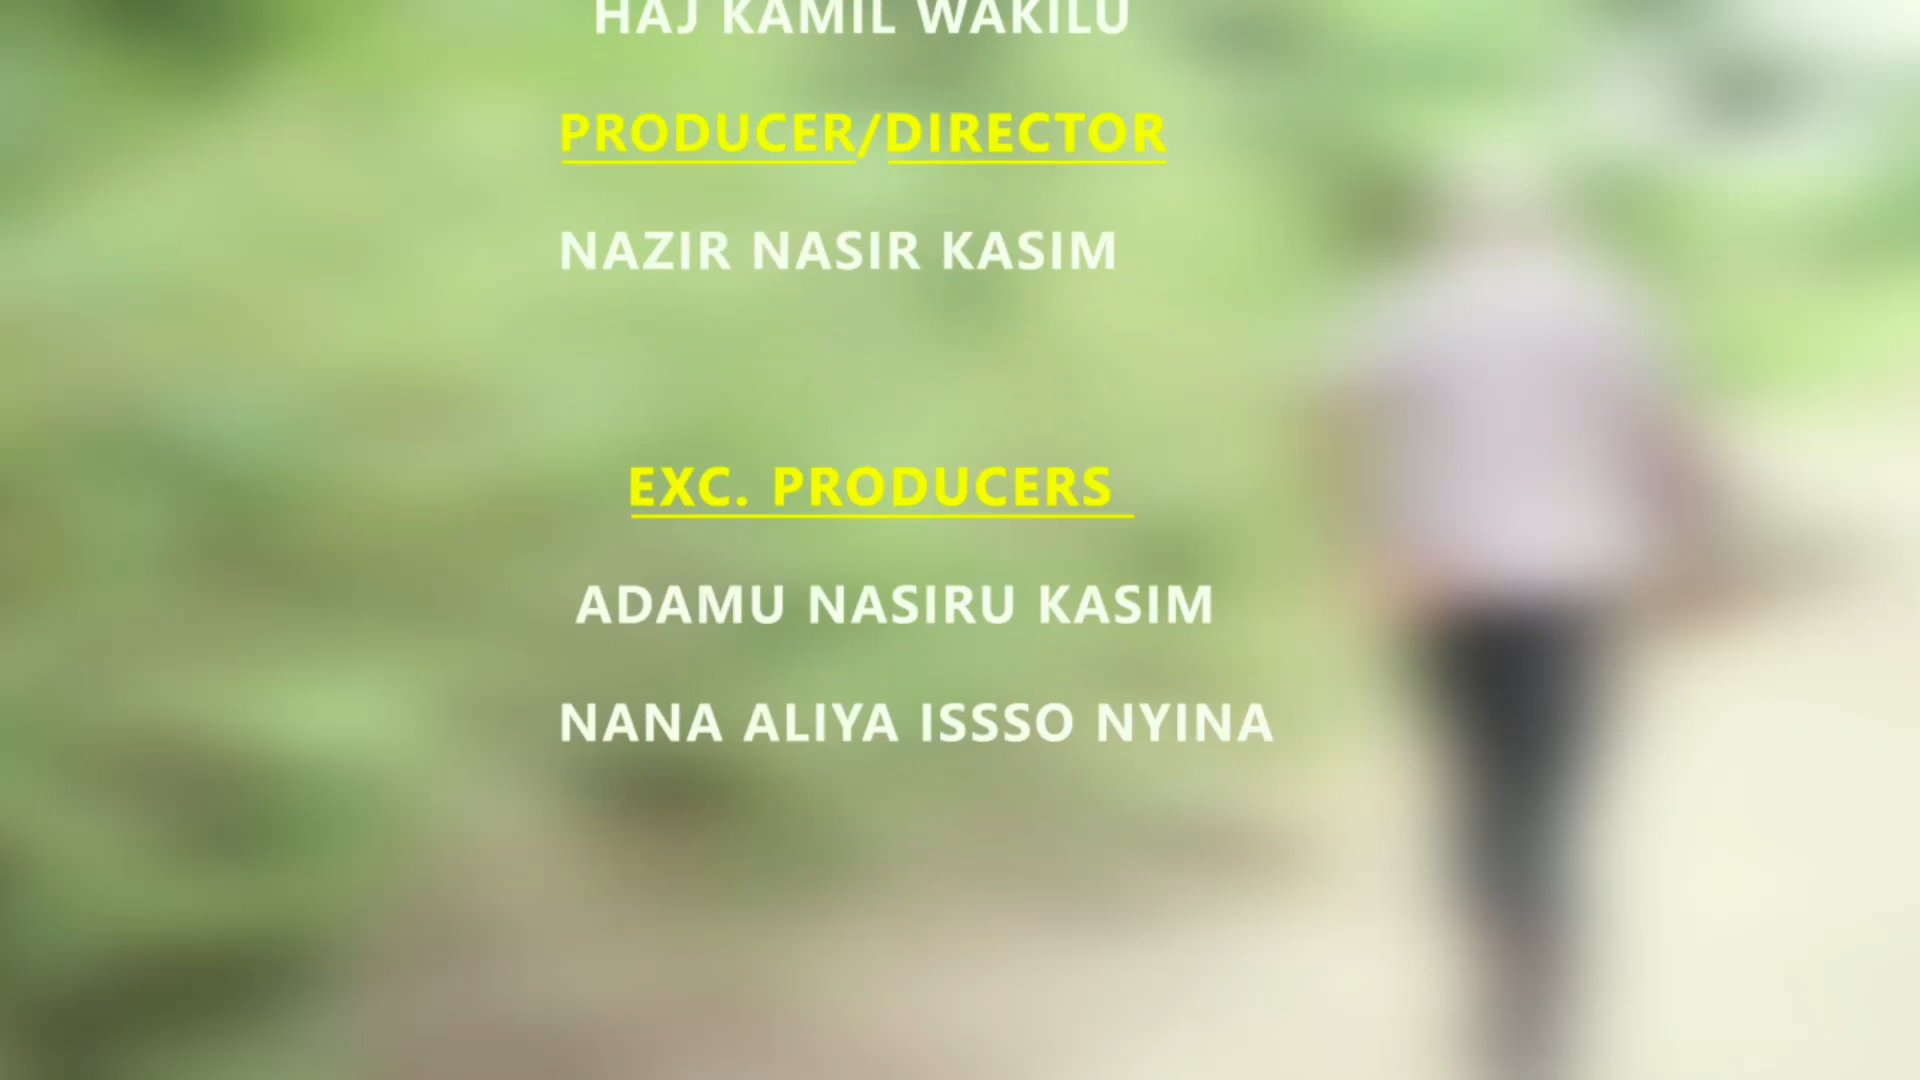 HAJ KAMIL WAKILU
PRODUCER/DIRECTOR
NAZIR NASIR KASIM
EXC. PRODUCERS
ADAMU NASIRU KASIM
NANA ALIYA ISSSO NYINA